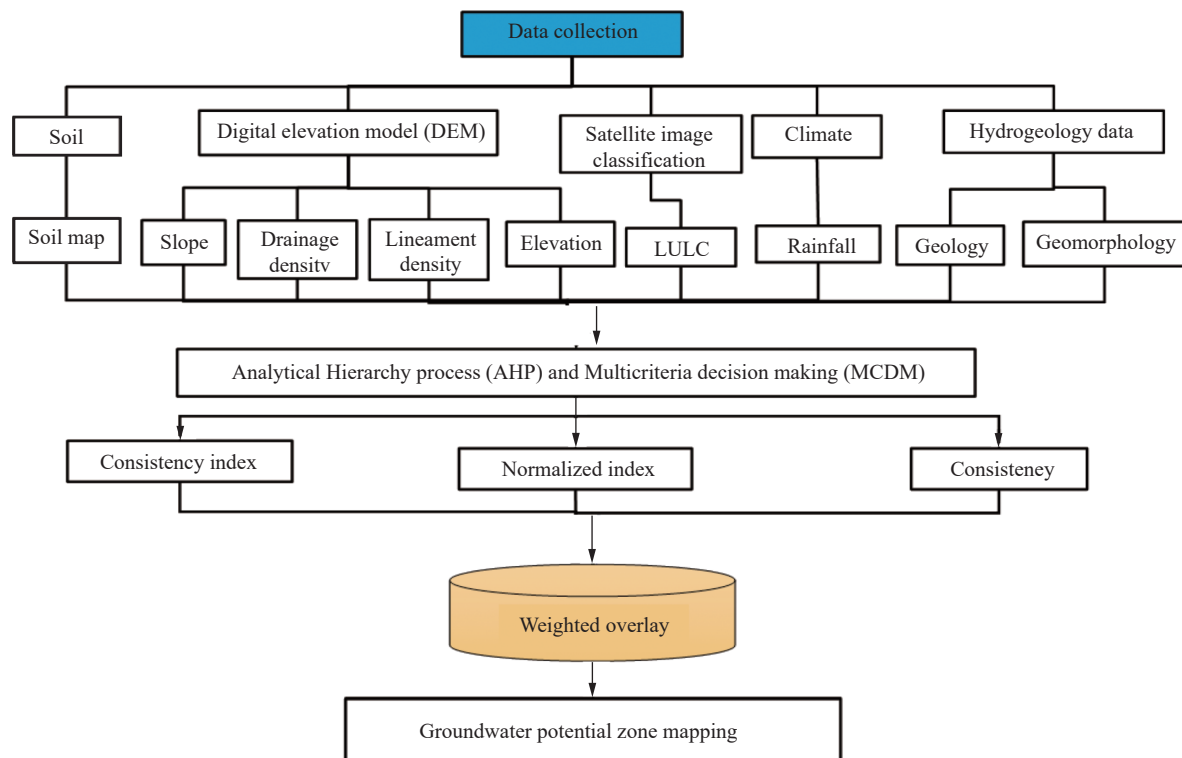 Data collection
Soil
Digital elevation model (DEM)
Satellite image
classification
Climate
Hydrogeology data
Soil map
Slope
Drainage
densitv
Lineament
density
Elevation
LULC
Rainfall
Geology
Geomorphology
Analytical Hierarchy process (AHP) and Multicriteria decision making (MCDM)
Consistency index
Normalized index
Consisteney
Weighted overlay
Groundwater potential zone mapping